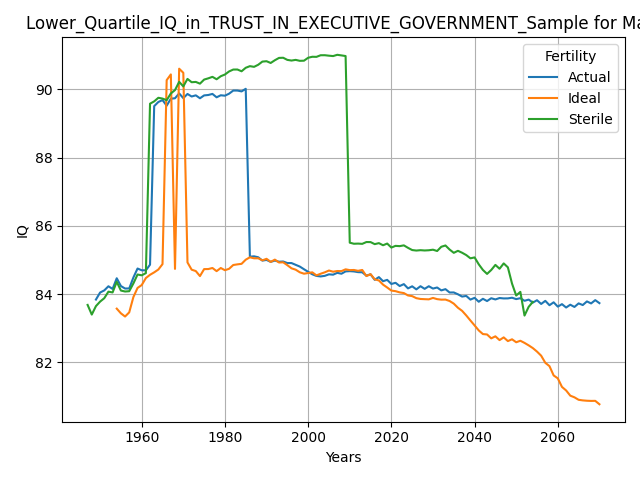 Lower_Quartile_IQ_in_TRUST_IN_EXECUTIVE_GOVERNMENT_Sample for Ma
Fertility
Actual
Ideal
Sterile
90
88
86
84
82
IQ
1960
1980
2000
2020
2040
2060
Years